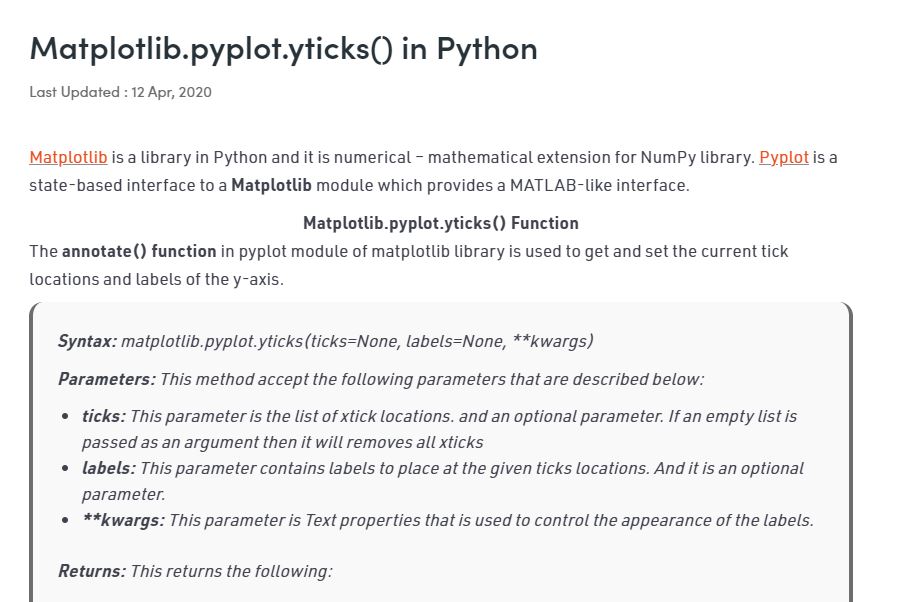 Matplotlib.pyplot.yticks() in Python
Last Updated : 12 Apr, 2020
Matplotlib is a library in Python and it is numerical – mathematical extension for NumPy library. Pyplot is a
state-based interface to a Matplotlib module which provides a MATLAB-like interface.
Matplotlib.pyplot.yticks() Function
The annotate() function in pyplot module of matplotlib library is used to get and set the current tick
locations and labels of the y-axis.
Syntax: matplotlib.pyplot.yticks(ticks=None, labels=None, **kwargs)
Parameters: This method accept the following parameters that are described below:
• ticks: This parameter is the list of xtick locations. and an optional parameter. If an empty list is
passed as an argument then it will removes all xticks
• labels: This parameter contains labels to place at the given ticks locations. And it is an optional
parameter.
• **kwargs: This parameter is Text properties that is used to control the appearance of the labels.
Returns: This returns the following: